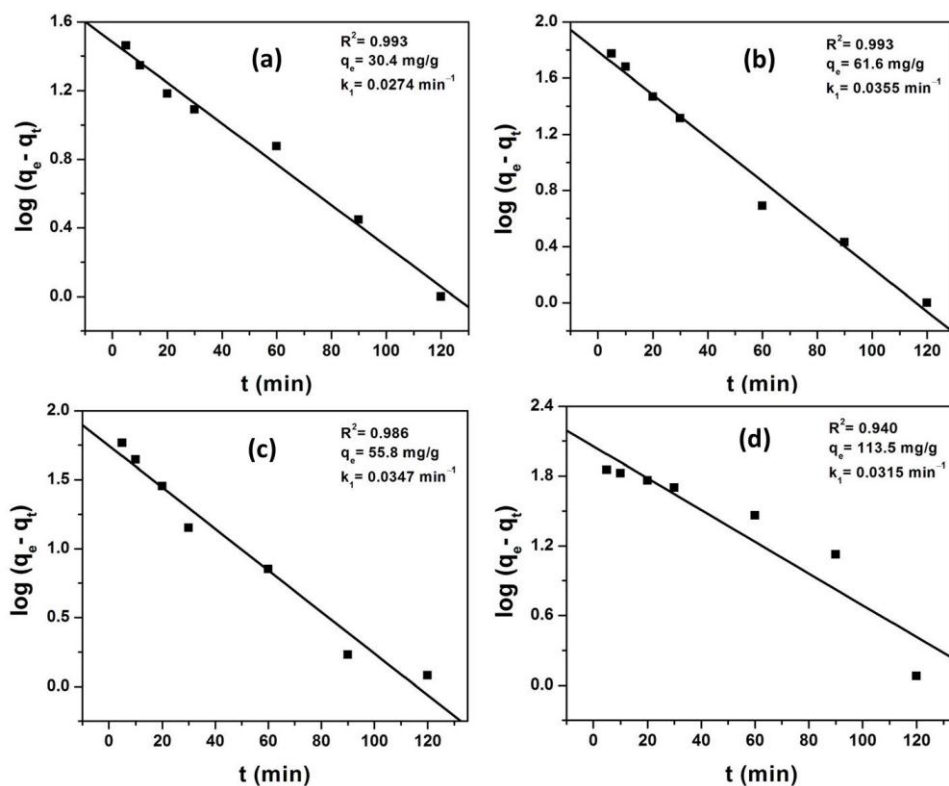 (a)
R² = 0.993
qₑ = 30.4 mg/g
k₁ = 0.0274 min⁻¹
log (qₑ - qₜ)
1.6
1.2
0.8
0.4
0.0
0 20 40 60 80 100 120
t (min)
(b)
R² = 0.993
qₑ = 61.6 mg/g
k₁ = 0.0355 min⁻¹
log (qₑ - qₜ)
2.0
1.6
1.2
0.8
0.4
0.0
0 20 40 60 80 100 120
t (min)
(c)
R² = 0.986
qₑ = 55.8 mg/g
k₁ = 0.0347 min⁻¹
log (qₑ - qₜ)
2.0
1.5
1.0
0.5
0.0
0 20 40 60 80 100 120
t (min)
(d)
R² = 0.940
qₑ = 113.5 mg/g
k₁ = 0.0315 min⁻¹
log (qₑ - qₜ)
2.4
1.8
1.2
0.6
0.0
0 20 40 60 80 100 120
t (min)